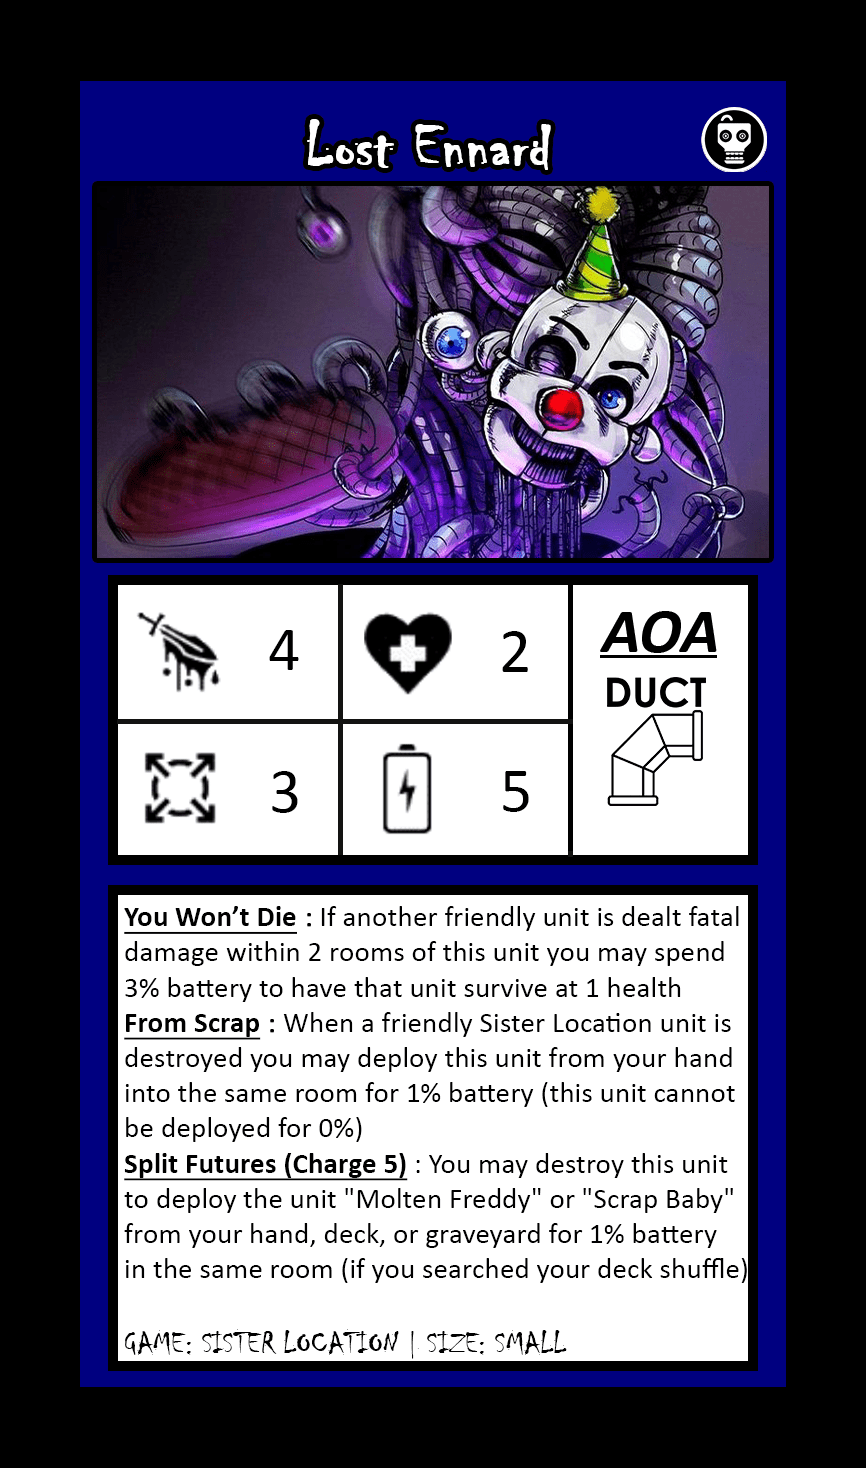 Lost Ennard
4
2
AOA
DUCT
3
5
You Won’t Die : If another friendly unit is dealt fatal
damage within 2 rooms of this unit you may spend
3% battery to have that unit survive at 1 health
From Scrap : When a friendly Sister Location unit is
destroyed you may deploy this unit from your hand
into the same room for 1% battery (this unit cannot
be deployed for 0%)
Split Futures (Charge 5) : You may destroy this unit
to deploy the unit "Molten Freddy" or "Scrap Baby"
from your hand, deck, or graveyard for 1% battery
in the same room (if you searched your deck shuffle)
GAME: SISTER LOCATION | SIZE: SMALL